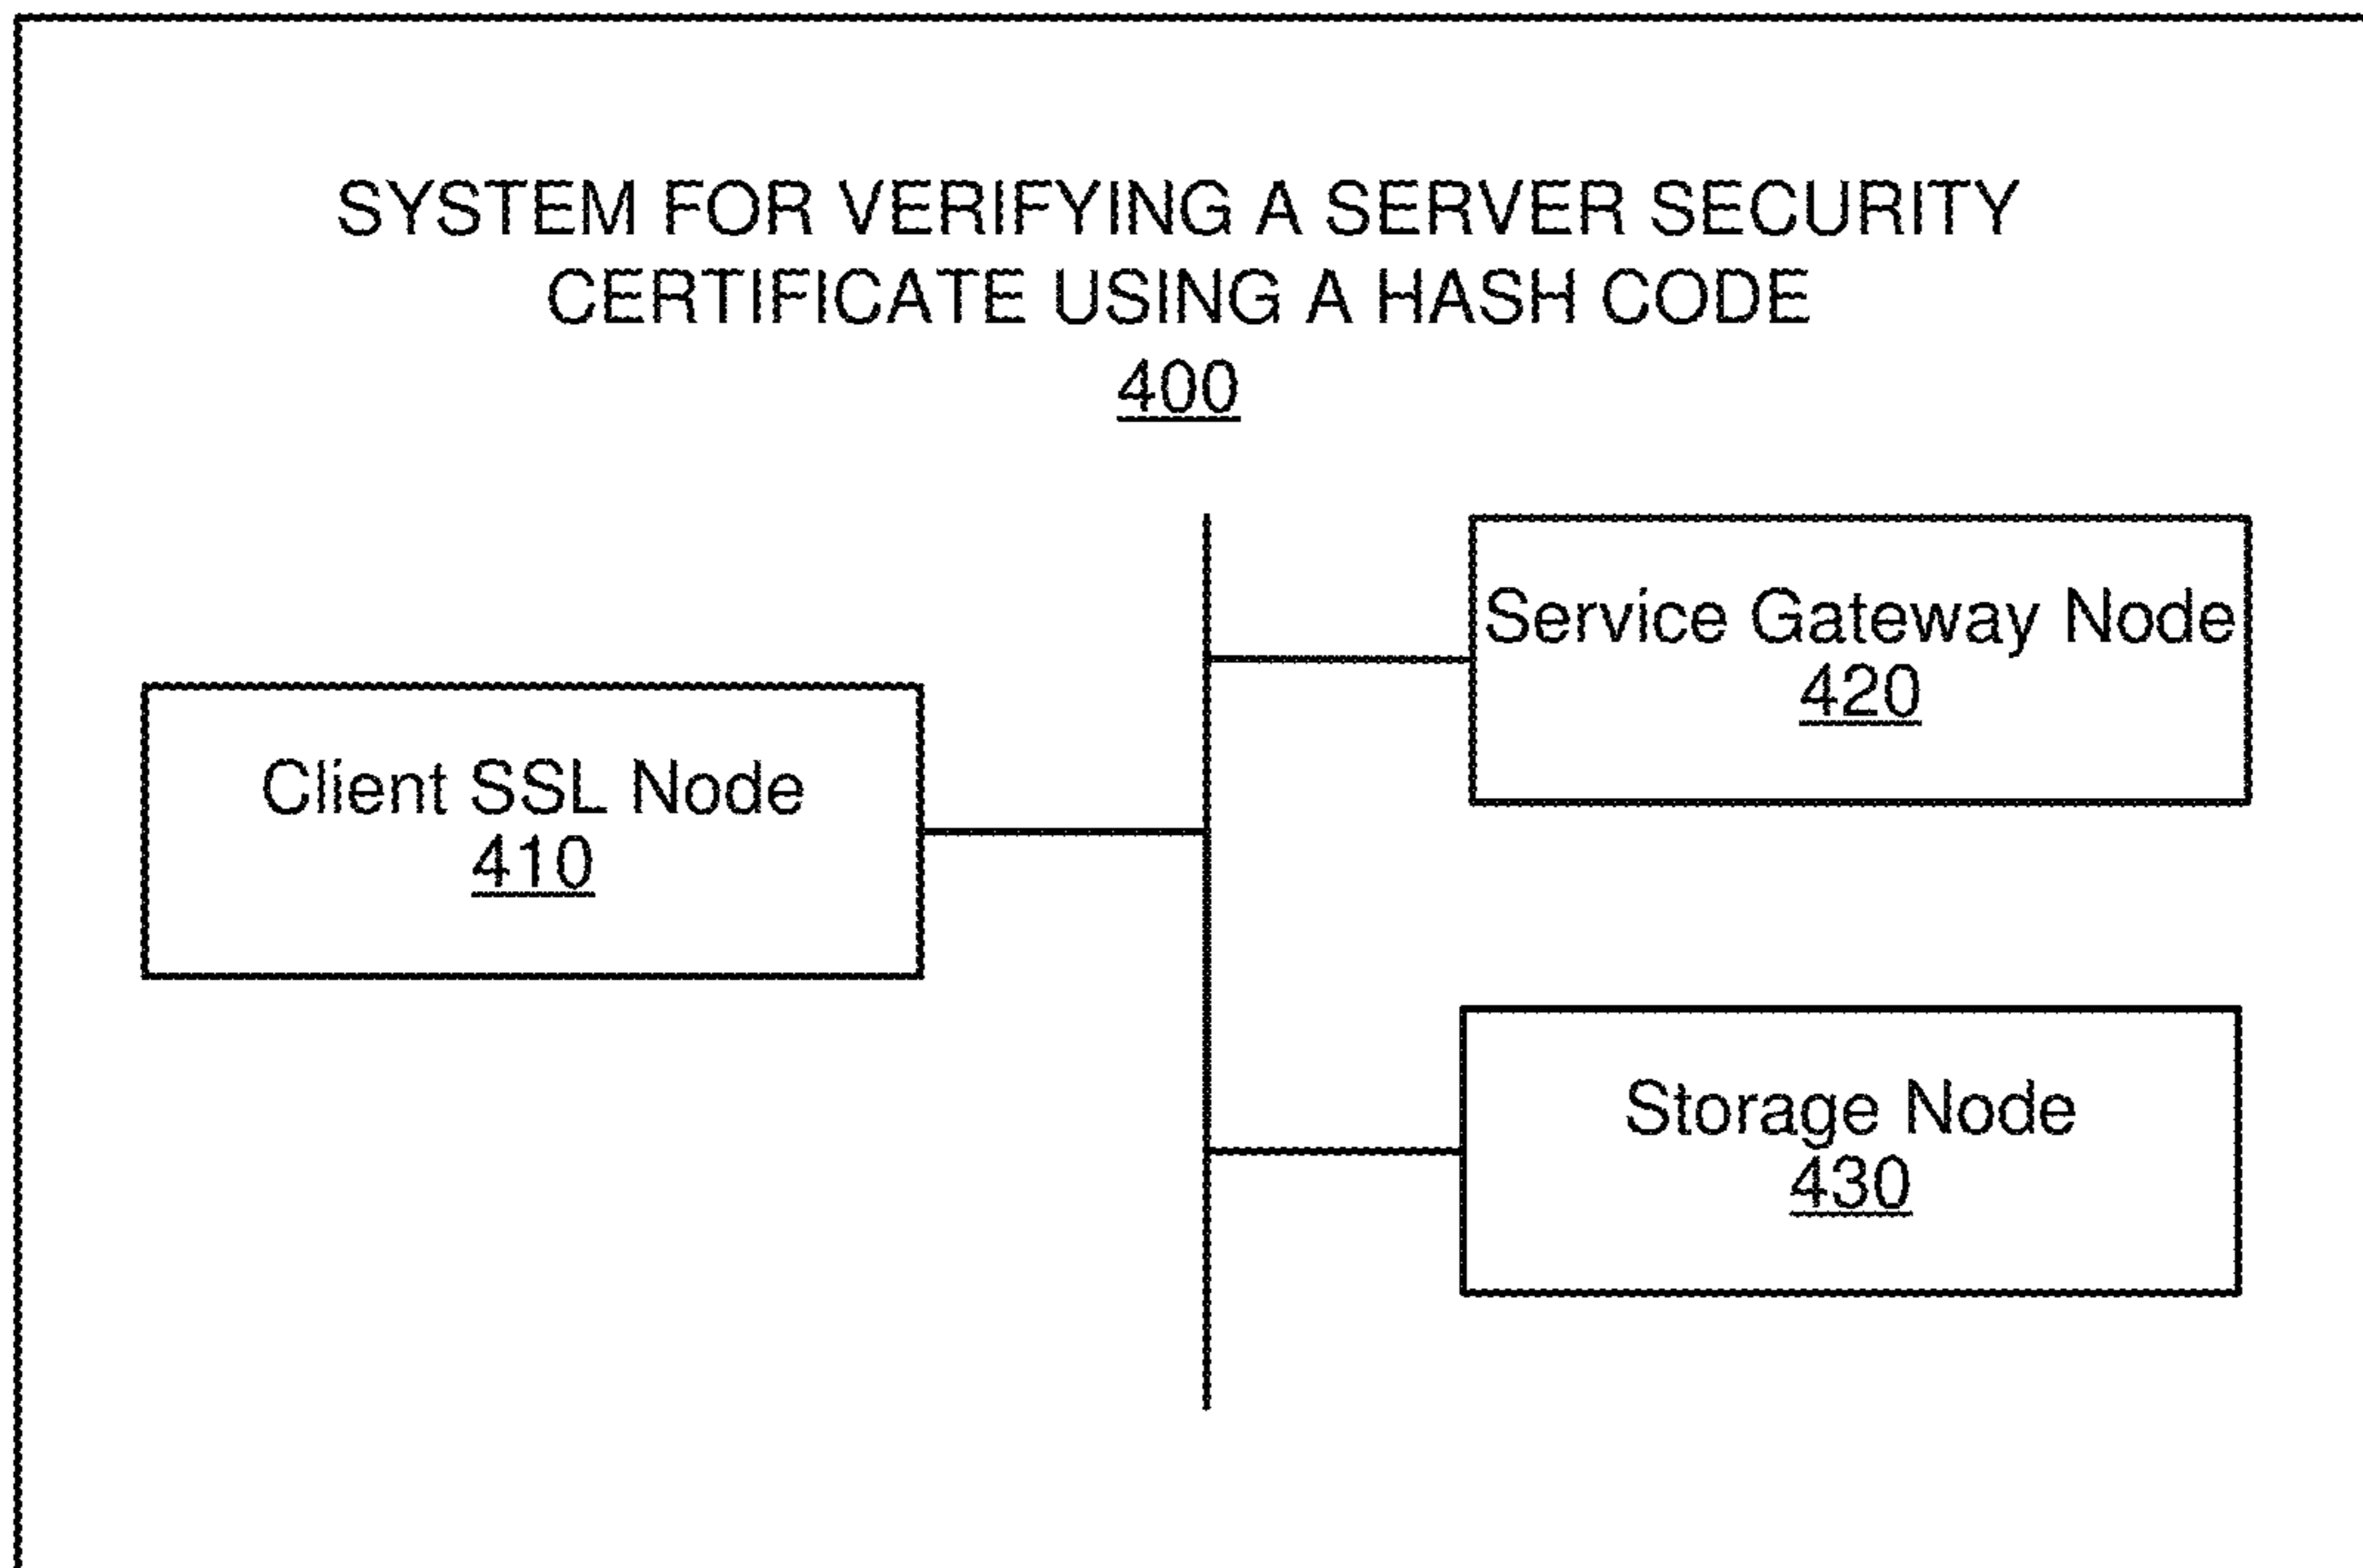 SYSTEM FOR VERIFYING A SERVER SECURITY
CERTIFICATE USING A HASH CODE
400
Service Gateway Node
420
Client SSL Node
410
Storage Node
430